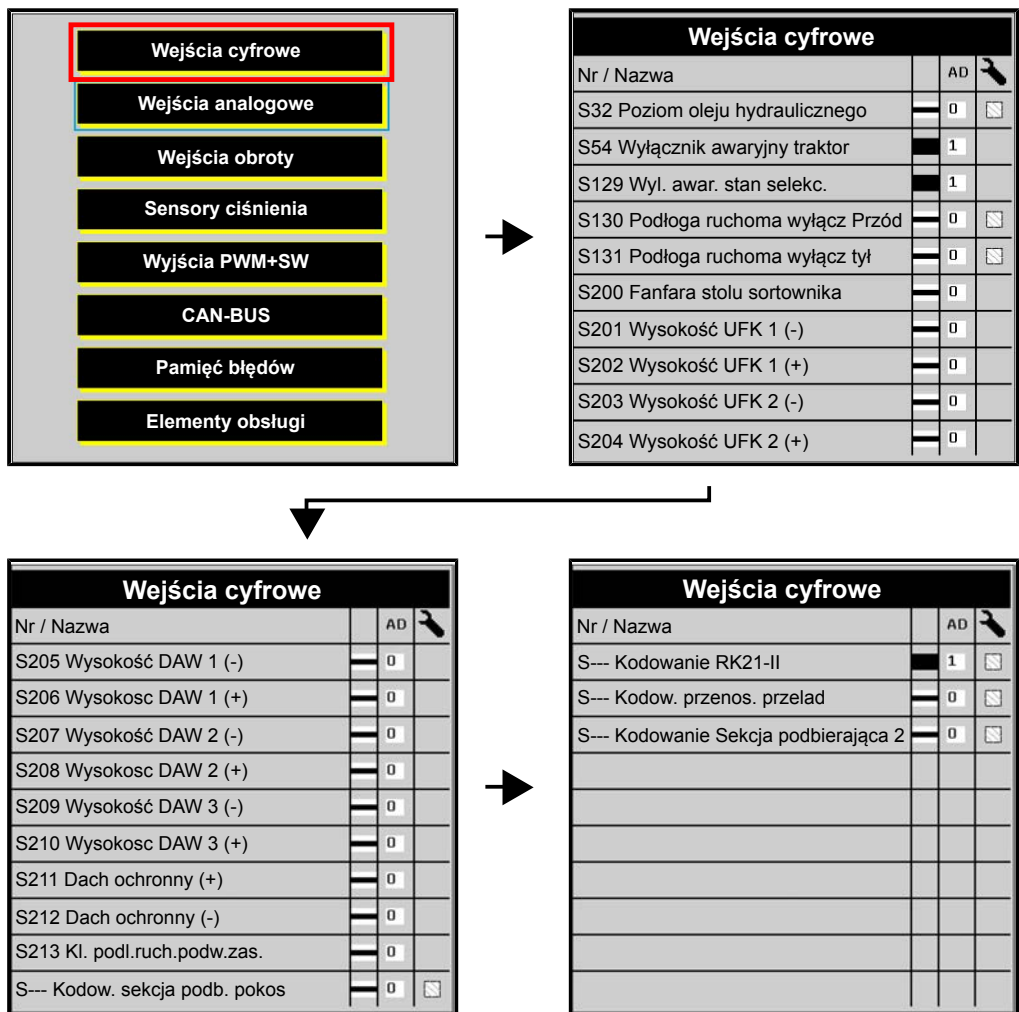 Wejścia cyfrowe
Wejścia analogowe
Wejścia obroty
Sensory ciśnienia
Wyjścia PWM+SW
CAN-BUS
Pamięć błędów
Elementy obsługi
Wejścia cyfrowe
Nr / Nazwa AD
S32 Poziom oleju hydraulicznego 0
S54 Wyłącznik awaryjny traktor 1
S129 Wyl. awar. stan selekc. 1
S130 Podłoga ruchoma wyłącz Przód 0
S131 Podłoga ruchoma wyłącz tył 0
S200 Fanfara stolu sortownika 0
S201 Wysokość UFK 1 (-) 0
S202 Wysokość UFK 1 (+) 0
S203 Wysokość UFK 2 (-) 0
S204 Wysokość UFK 2 (+) 0
Wejścia cyfrowe
Nr / Nazwa AD
S205 Wysokość DAW 1 (-) 0
S206 Wysokosc DAW 1 (+) 0
S207 Wysokość DAW 2 (-) 0
S208 Wysokosc DAW 2 (+) 0
S209 Wysokość DAW 3 (-) 0
S210 Wysokosc DAW 3 (+) 0
S211 Dach ochronny (+) 0
S212 Dach ochronny (-) 0
S213 Kl. podl.ruch.podw.zas. 0
S--- Kodow. sekcja podb. pokos 0
Wejścia cyfrowe
Nr / Nazwa AD
S--- Kodowanie RK21-II 1
S--- Kodow. przenos. przelad 0
S--- Kodowanie Sekcja podbierająca 2 0